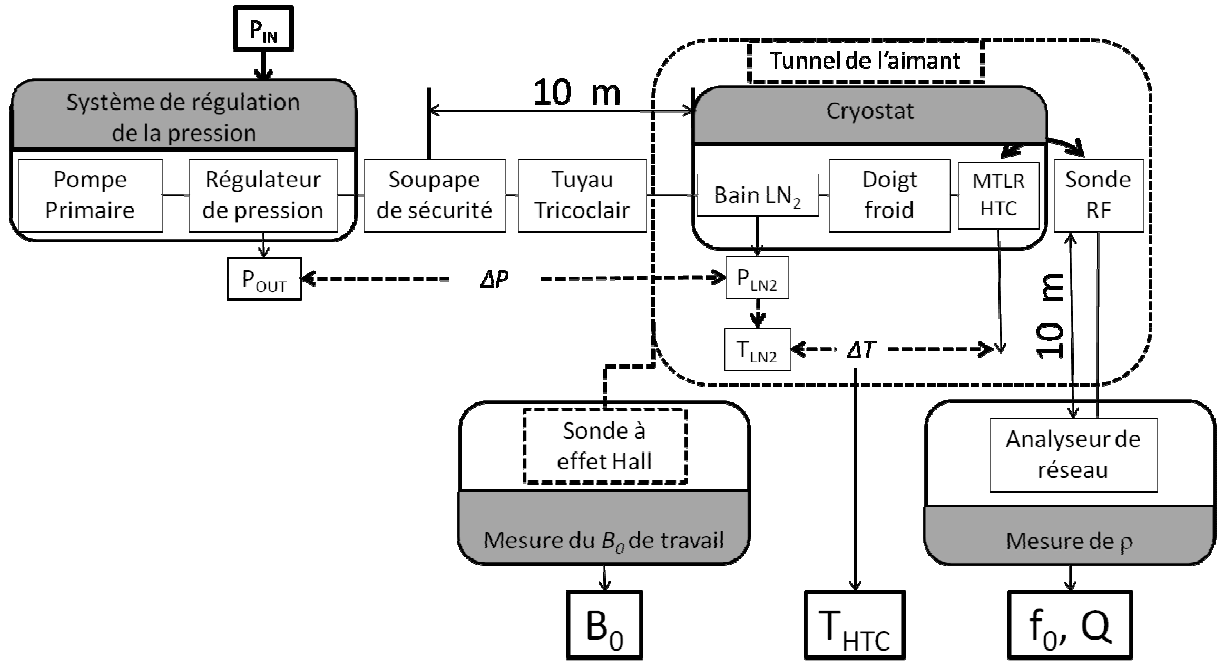 P_IN
Tunnel de l'aimant
Système de régulation
de la pression
10 m
Cryostat
Pompe
Primaire
Régulateur
de pression
Soupape
de sécurité
Tuyau
Tricoclair
Bain LN₂
Doigt
froid
MTLR
HTC
Sonde
RF
P_OUT
ΔP
P_LN2
T_LN2
ΔT
10 m
Sonde à
effet Hall
Mesure du B₀ de travail
Analyseur de
réseau
Mesure de ρ
B₀
T_HTC
f₀, Q